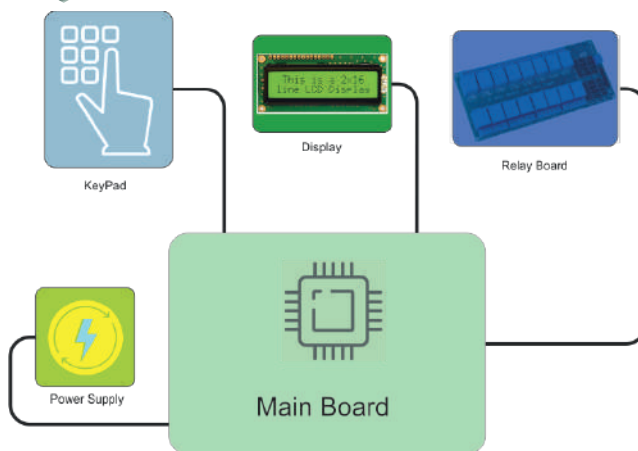 This is a 2x16
line LCD Display
Display
KeyPad
Relay Board
Power Supply
Main Board